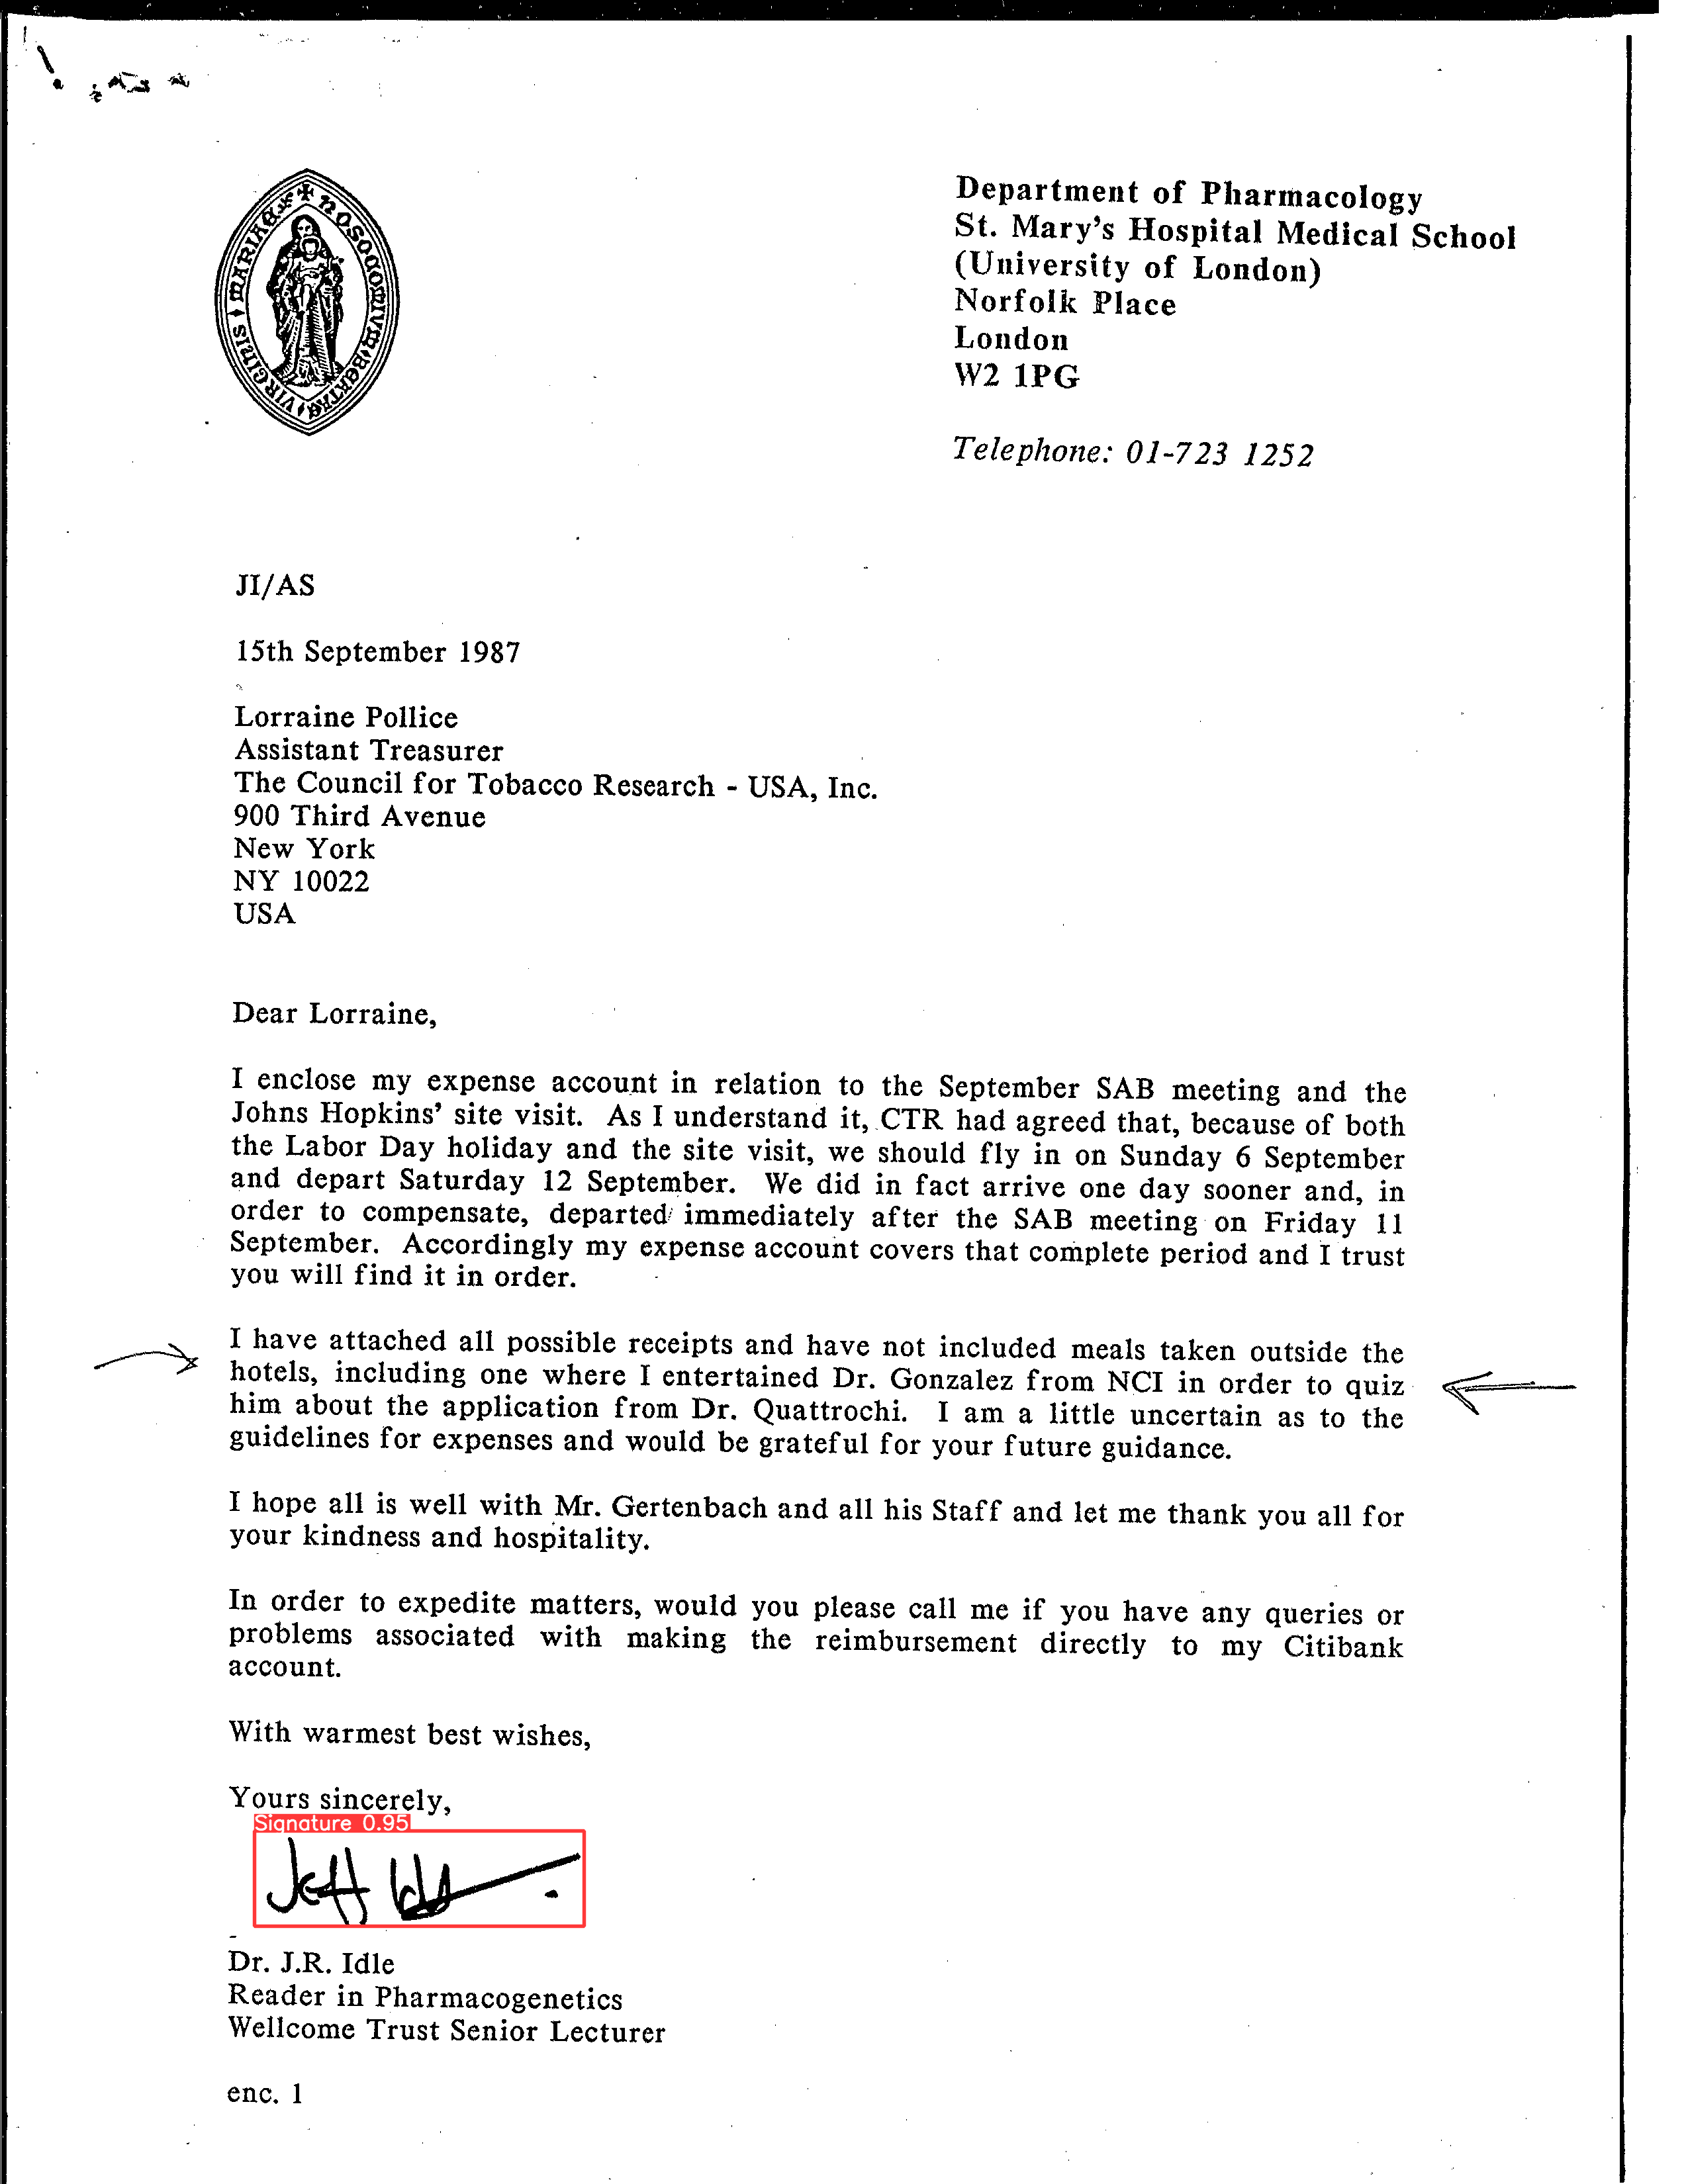 NOSOCOMIVM BEATAE VIRGINIS MARIAE
Department of Pharmacology
St. Mary's Hospital Medical School
(University of London)
Norfolk Place
London
W2 1PG
Telephone: 01-723 1252
JI/AS
15th September 1987
Lorraine Pollice
Assistant Treasurer
The Council for Tobacco Research - USA, Inc.
900 Third Avenue
New York
NY 10022
USA
Dear Lorraine,
I enclose my expense account in relation to the September SAB meeting and the
Johns Hopkins' site visit. As I understand it, CTR had agreed that, because of both
the Labor Day holiday and the site visit, we should fly in on Sunday 6 September
and depart Saturday 12 September. We did in fact arrive one day sooner and, in
order to compensate, departed immediately after the SAB meeting on Friday 11
September. Accordingly my expense account covers that complete period and I trust
you will find it in order.
I have attached all possible receipts and have not included meals taken outside the
hotels, including one where I entertained Dr. Gonzalez from NCI in order to quiz
him about the application from Dr. Quattrochi. I am a little uncertain as to the
guidelines for expenses and would be grateful for your future guidance.
I hope all is well with Mr. Gertenbach and all his Staff and let me thank you all for
your kindness and hospitality.
In order to expedite matters, would you please call me if you have any queries or
problems associated with making the reimbursement directly to my Citibank
account.
With warmest best wishes,
Yours sincerely,
Signature 0.95
Jeff Idle
Dr. J.R. Idle
Reader in Pharmacogenetics
Wellcome Trust Senior Lecturer
enc. 1